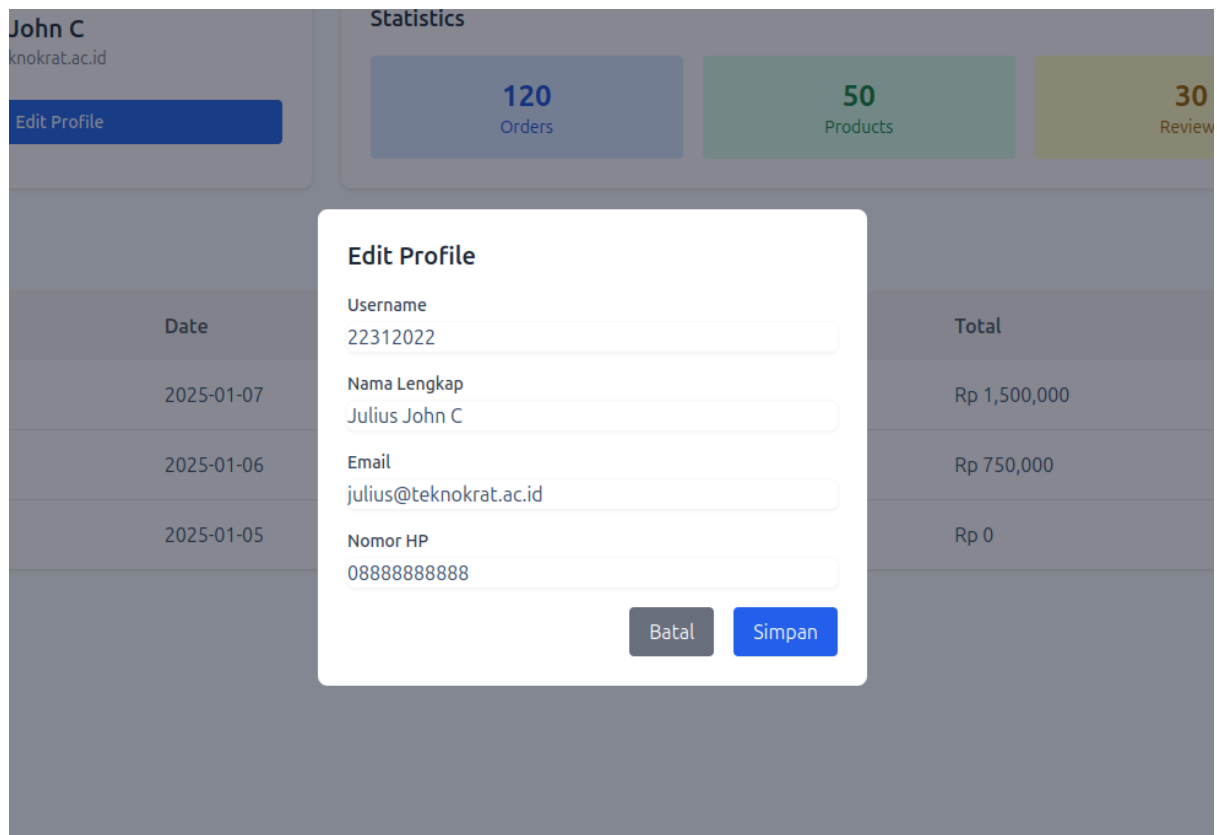 John C
knokrat.ac.id
Edit Profile
Statistics
120
Orders
50
Products
30
Review
Edit Profile
Username
22312022
Nama Lengkap
Julius John C
Email
julius@teknokrat.ac.id
Nomor HP
08888888888
Batal
Simpan
Date
Total
2025-01-07
Rp 1,500,000
2025-01-06
Rp 750,000
2025-01-05
Rp 0